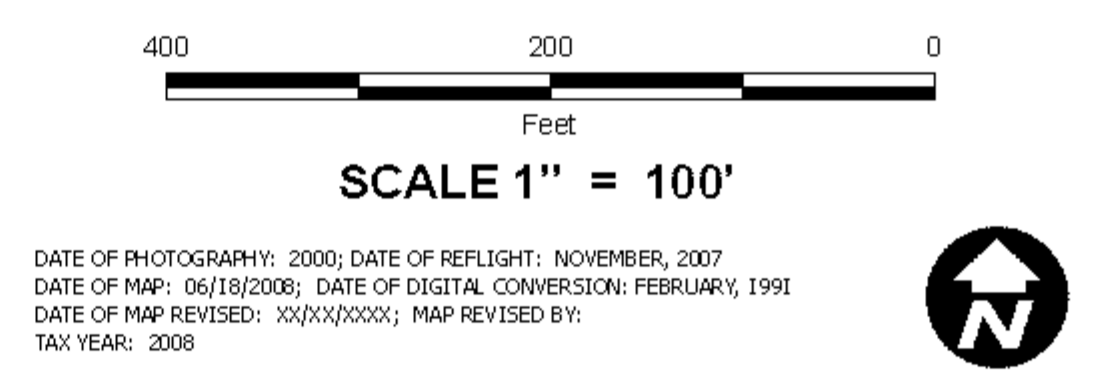 400 200 0
Feet
SCALE 1” = 100’
DATE OF PHOTOGRAPHY: 2000; DATE OF REFLIGHT: NOVEMBER, 2007
DATE OF MAP: 06/I8/2008; DATE OF DIGITAL CONVERSION: FEBRUARY, I99I
DATE OF MAP REVISED: XX/XX/XXXX; MAP REVISED BY:
TAX YEAR: 2008
N